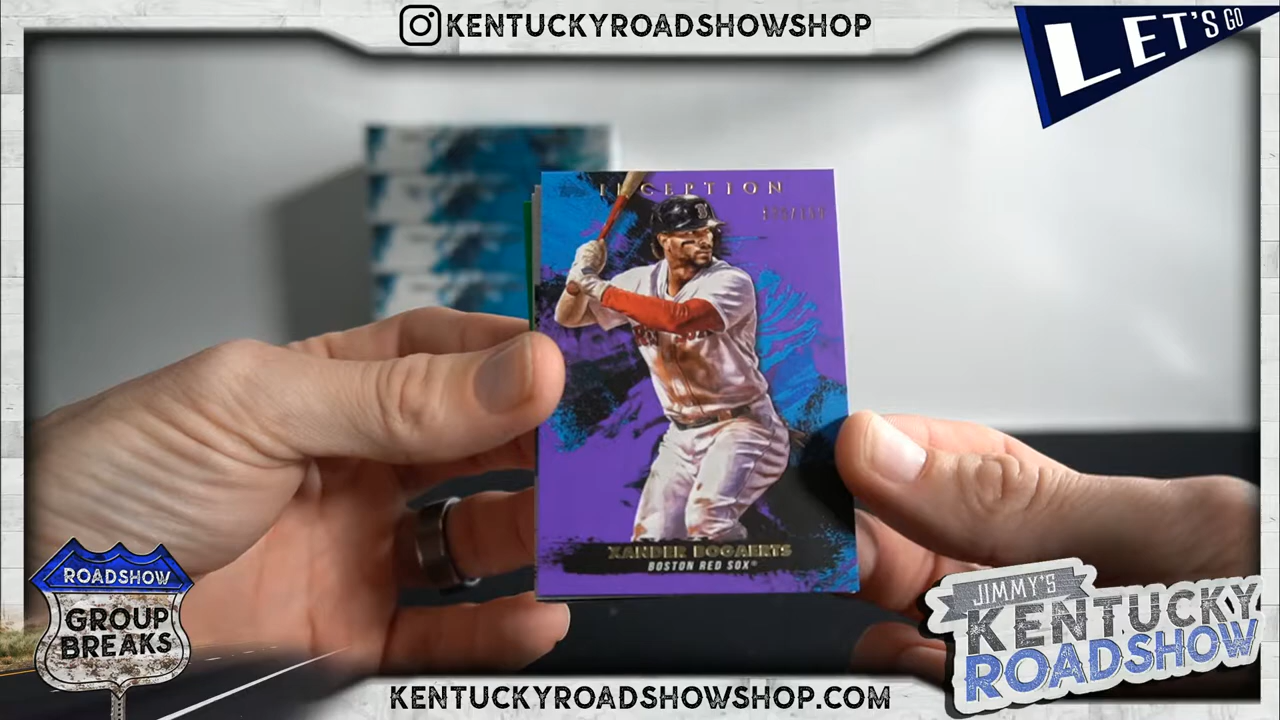 KENTUCKYROADSHOWSHOP
LET'S GO
INCEPTION
XANDER BOGAERTS
BOSTON RED SOX
ROADSHOW
GROUP
BREAKS
JIMMY'S
KENTUCKY
ROADSHOW
KENTUCKYROADSHOWSHOP.COM